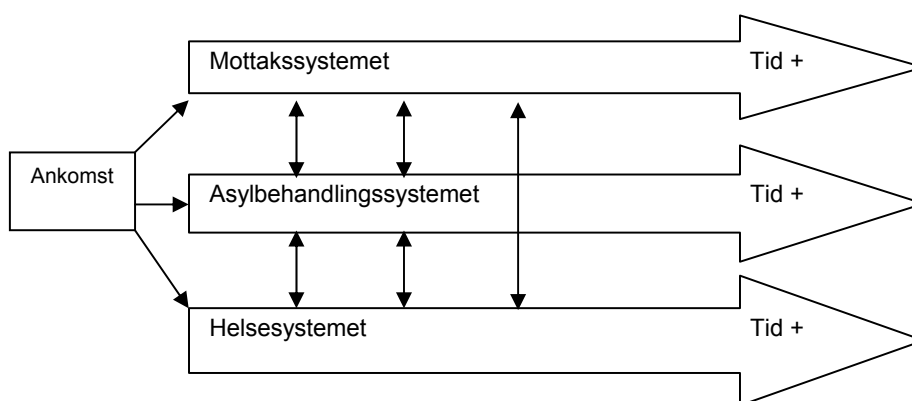 Mottakssystemet Tid +
Ankomst
Asylbehandlingssystemet Tid +
Helsesystemet Tid +